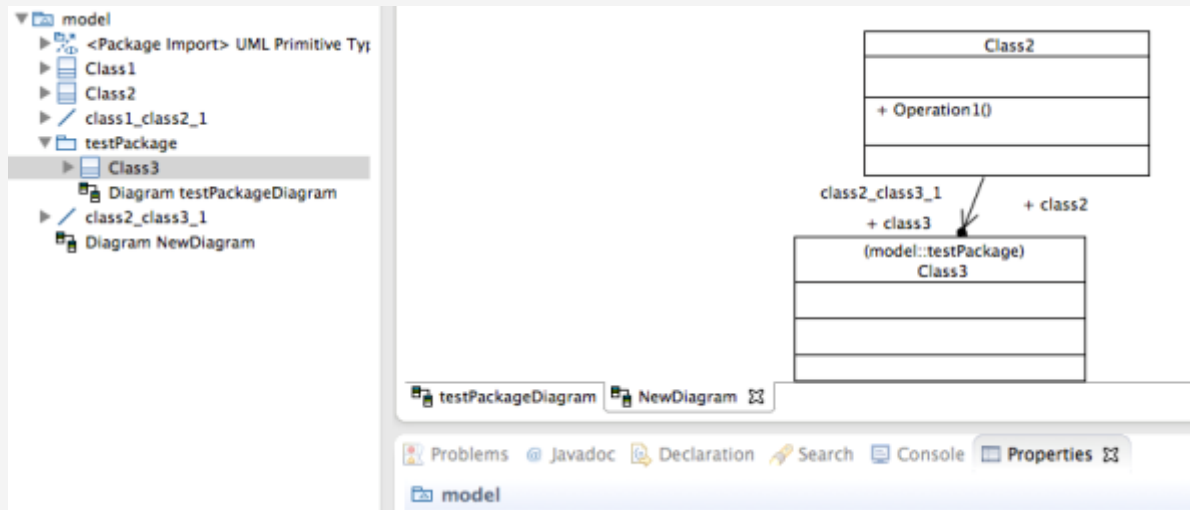 model
<Package Import> UML Primitive Ty
Class1
Class2
class1_class2_1
testPackage
Class3
Diagram testPackageDiagram
class2_class3_1
Diagram NewDiagram
Class2
+ Operation1()
class2_class3_1
+ class2
+ class3
(model::testPackage)
Class3
testPackageDiagram NewDiagram
Problems @ Javadoc Declaration Search Console Properties
model